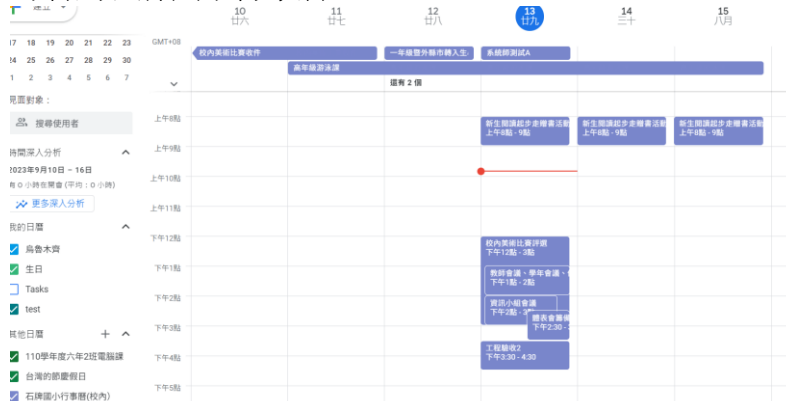 建立
10
廿六
11
廿七
12
廿八
13
廿九
14
三十
15
八月
17 18 19 20 21 22 23
24 25 26 27 28 29 30
1 2 3 4 5 6 7
GMT+08
校內美術比賽收件
一年級暨外縣市轉入生
系統師測試A
高年級游泳課
還有 2 個
見面對象：
搜尋使用者
時間深入分析
2023年9月10日 – 16日
有 0 小時在開會 (平均：0 小時)
更多深入分析
我的日曆
烏魯木齊
生日
Tasks
test
其他日曆
110學年度六年2班電腦課
台灣的節慶假日
石牌國小行事曆(校內)
上午8點
上午9點
上午10點
上午11點
下午12點
下午1點
下午2點
下午3點
下午4點
下午5點
新生閱讀起步走贈書活動
上午8點 - 9點
新生閱讀起步走贈書活動
上午8點 - 9點
新生閱讀起步走贈書活動
上午8點 - 9點
校內美術比賽評選
下午12點 - 3點
教師會議、學年會議、
下午1點 - 2點
資訊小組會議
下午2點 - 3
體表會籌備
下午2:30 -
工程驗收2
下午3:30 - 4:30